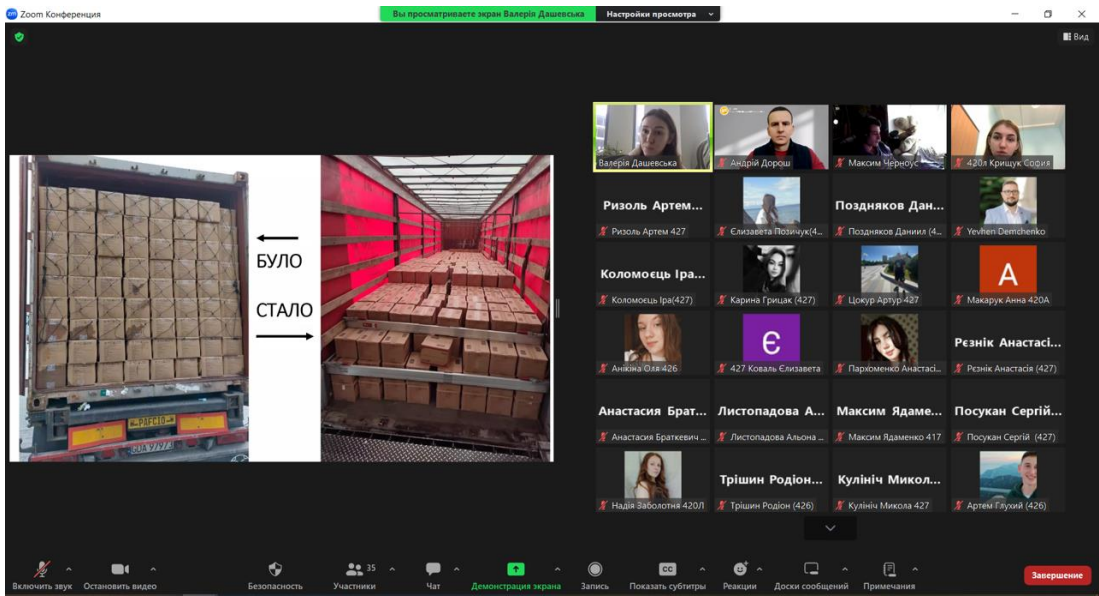 Zoom Конференция
Вы просматриваете экран Валерія Дашевська
Настройки просмотра
Вид
БУЛО
СТАЛО
Валерія Дашевська
Андрій Дорош
Максим Черноус
420л Крищук София
Ризоль Артем...
Поздняков Дан...
Ризоль Артем 427
Єлизавета Позичук(4...
Поздняков Даниил (4...
Yevhen Demchenko
Коломоєць Іра...
А
Коломоєць Іра(427)
Карина Грицак (427)
Цокур Артур 427
Макарук Анна 420А
Є
Рєзнік Анастасі...
Анікіна Оля 426
427 Коваль Єлизавета
Пархоменко Анастасі...
Рєзнік Анастасія (427)
Анастасия Брат...
Листопадова А...
Максим Ядаме...
Посукан Сергій...
Анастасия Браткевич ...
Листопадова Альона ...
Максим Ядаменко 417
Посукан Сергій (427)
Трішин Родіон...
Кулініч Микол...
Надія Заболотня 420Л
Трішин Родіон (426)
Кулініч Микола 427
Артем Глухий (426)
Включить звук
Остановить видео
Безопасность
35
Участники
Чат
Демонстрация экрана
Запись
CC
Показать субтитры
Реакции
Доски сообщений
Примечания
Завершение